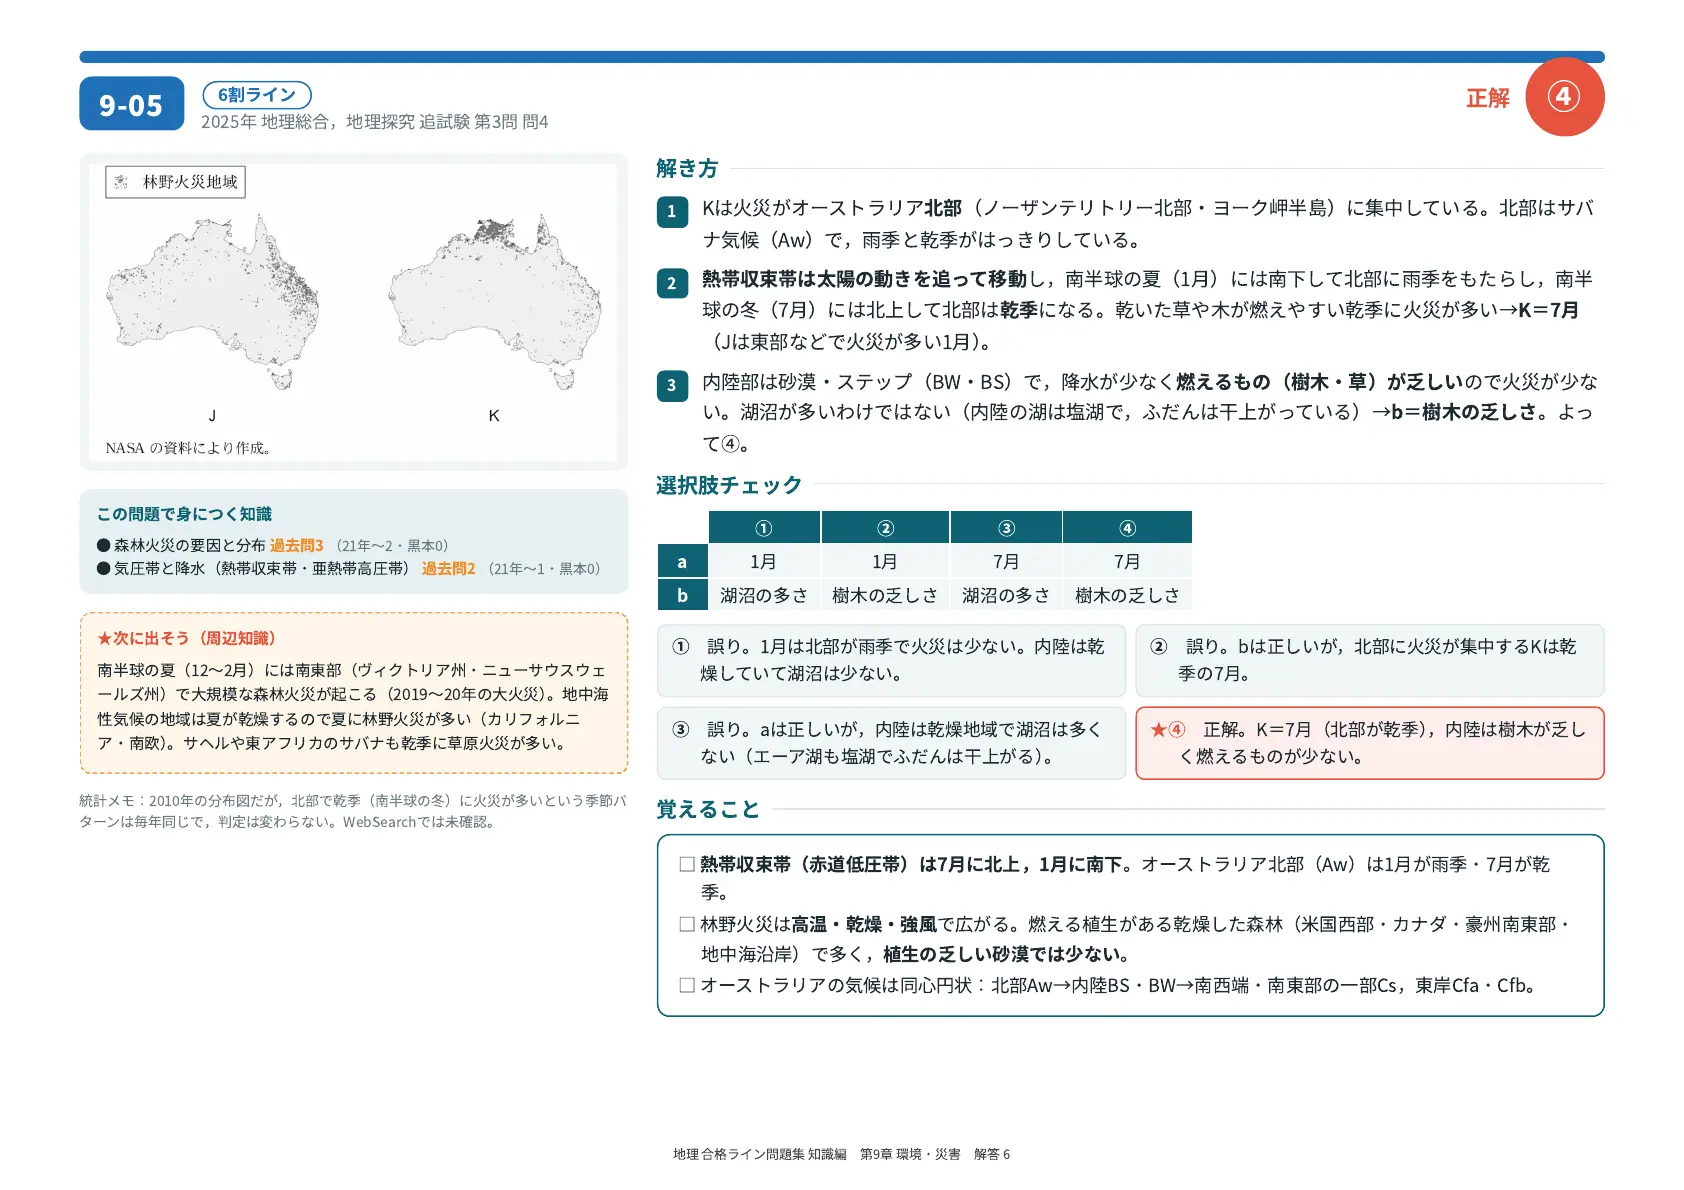 9-05
6割ライン
2025年 地理総合，地理探究 追試験 第3問 問4
正解 ④
林野火災地域
J
K
NASA の資料により作成。
この問題で身につく知識
● 森林火災の要因と分布 過去問3 （21年〜2・黒本0）
● 気圧帯と降水（熱帯収束帯・亜熱帯高圧帯） 過去問2 （21年〜1・黒本0）
★次に出そう（周辺知識）
南半球の夏（12〜2月）には南東部（ヴィクトリア州・ニューサウスウェ
ールズ州）で大規模な森林火災が起こる（2019〜20年の大火災）。地中海
性気候の地域は夏が乾燥するので夏に林野火災が多い（カリフォルニ
ア・南欧）。サヘルや東アフリカのサバナも乾季に草原火災が多い。
統計メモ：2010年の分布図だが，北部で乾季（南半球の冬）に火災が多いという季節パ
ターンは毎年同じで，判定は変わらない。WebSearchでは未確認。
解き方
1 Kは火災がオーストラリア北部（ノーザンテリトリー北部・ヨーク岬半島）に集中している。北部はサバ
ナ気候（Aw）で，雨季と乾季がはっきりしている。
2 熱帯収束帯は太陽の動きを追って移動し，南半球の夏（1月）には南下して北部に雨季をもたらし，南半
球の冬（7月）には北上して北部は乾季になる。乾いた草や木が燃えやすい乾季に火災が多い→K＝7月
（Jは東部などで火災が多い1月）。
3 内陸部は砂漠・ステップ（BW・BS）で，降水が少なく燃えるもの（樹木・草）が乏しいので火災が少な
い。湖沼が多いわけではない（内陸の湖は塩湖で，ふだんは干上がっている）→b＝樹木の乏しさ。よっ
て④。
選択肢チェック
① ② ③ ④
a 1月 1月 7月 7月
b 湖沼の多さ 樹木の乏しさ 湖沼の多さ 樹木の乏しさ
① 誤り。1月は北部が雨季で火災は少ない。内陸は乾
燥していて湖沼は少ない。
② 誤り。bは正しいが，北部に火災が集中するKは乾
季の7月。
③ 誤り。aは正しいが，内陸は乾燥地域で湖沼は多く
ない（エーア湖も塩湖でふだんは干上がる）。
★④ 正解。K＝7月（北部が乾季），内陸は樹木が乏し
く燃えるものが少ない。
覚えること
□ 熱帯収束帯（赤道低圧帯）は7月に北上，1月に南下。オーストラリア北部（Aw）は1月が雨季・7月が乾
季。
□ 林野火災は高温・乾燥・強風で広がる。燃える植生がある乾燥した森林（米国西部・カナダ・豪州南東部・
地中海沿岸）で多く，植生の乏しい砂漠では少ない。
□ オーストラリアの気候は同心円状：北部Aw→内陸BS・BW→南西端・南東部の一部Cs，東岸Cfa・Cfb。
地理 合格ライン問題集 知識編 第9章 環境・災害 解答 6